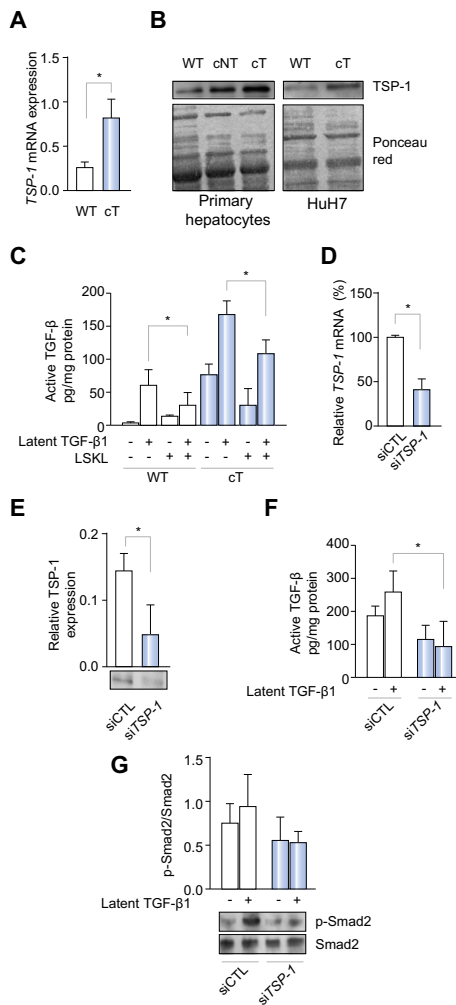 A
TSP-1 mRNA expression
1.5
1.0
0.5
0.0
*
WT cT
B
WT cNT cT WT cT
TSP-1
Ponceau
red
Primary
hepatocytes
HuH7
C
Active TGF-β
pg/mg protein
200
150
100
50
0
* *
Latent TGF-β1 - + - + - + - +
LSKL - - + + - - + +
WT cT
D
Relative TSP-1 mRNA (%)
150
100
50
0
*
siCTL
siTSP-1
E
Relative TSP-1
expression
0.2
0.1
0.0
*
siCTL
siTSP-1
F
Active TGF-β
pg/mg protein
400
300
200
100
0
*
Latent TGF-β1 - + - +
siCTL
siTSP-1
G
p-Smad2/Smad2
1.5
1.0
0.5
0.0
Latent TGF-β1 - + - +
p-Smad2
Smad2
siCTL
siTSP-1